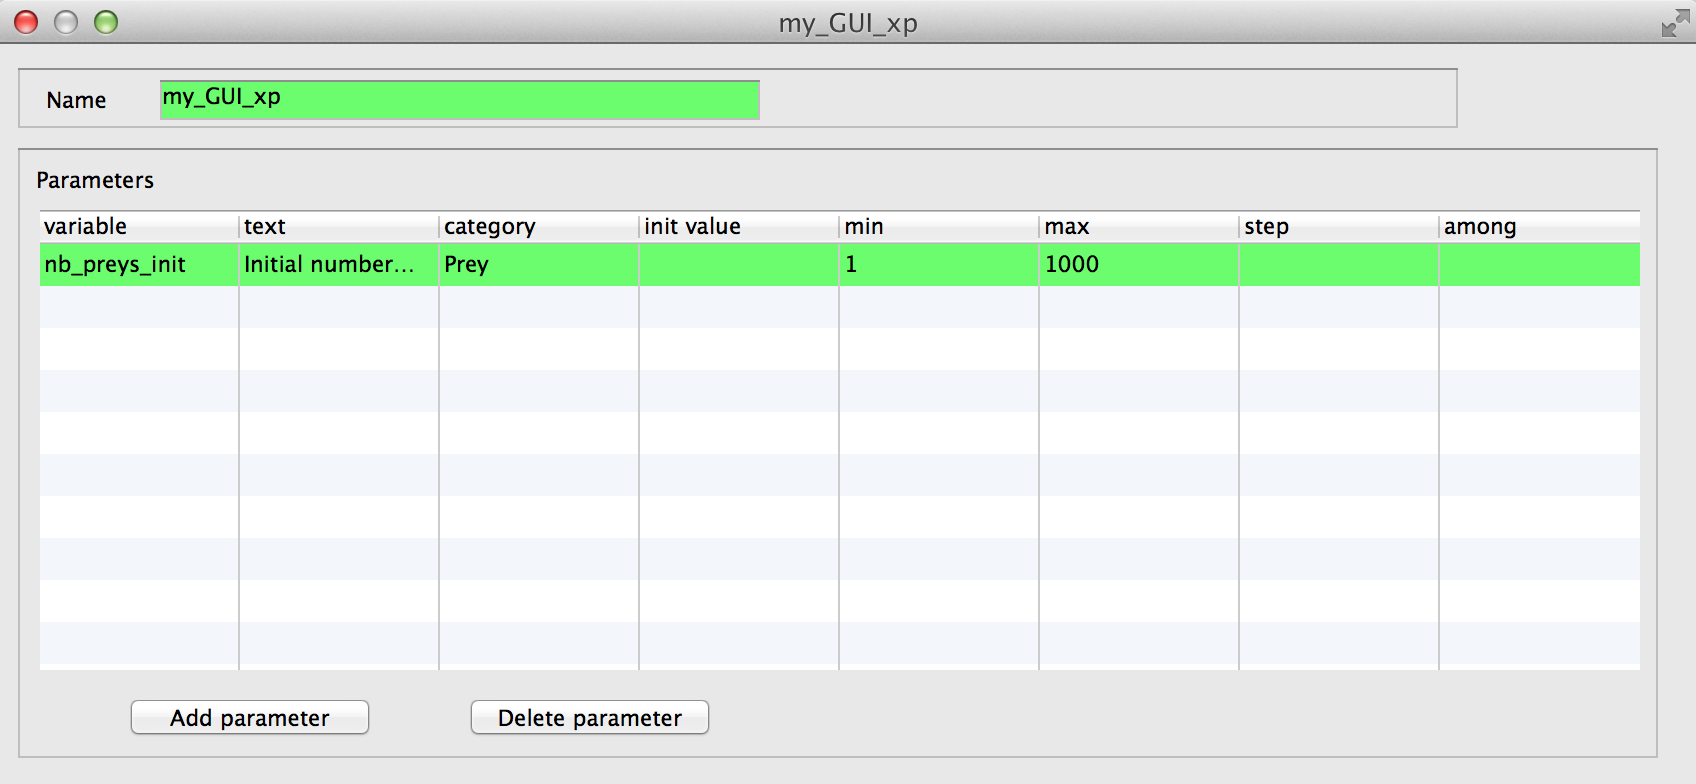 my_GUI_xp
Name my_GUI_xp
Parameters
variable text category init value min max step among
nb_preys_init Initial number... Prey 1 1000
Add parameter Delete parameter